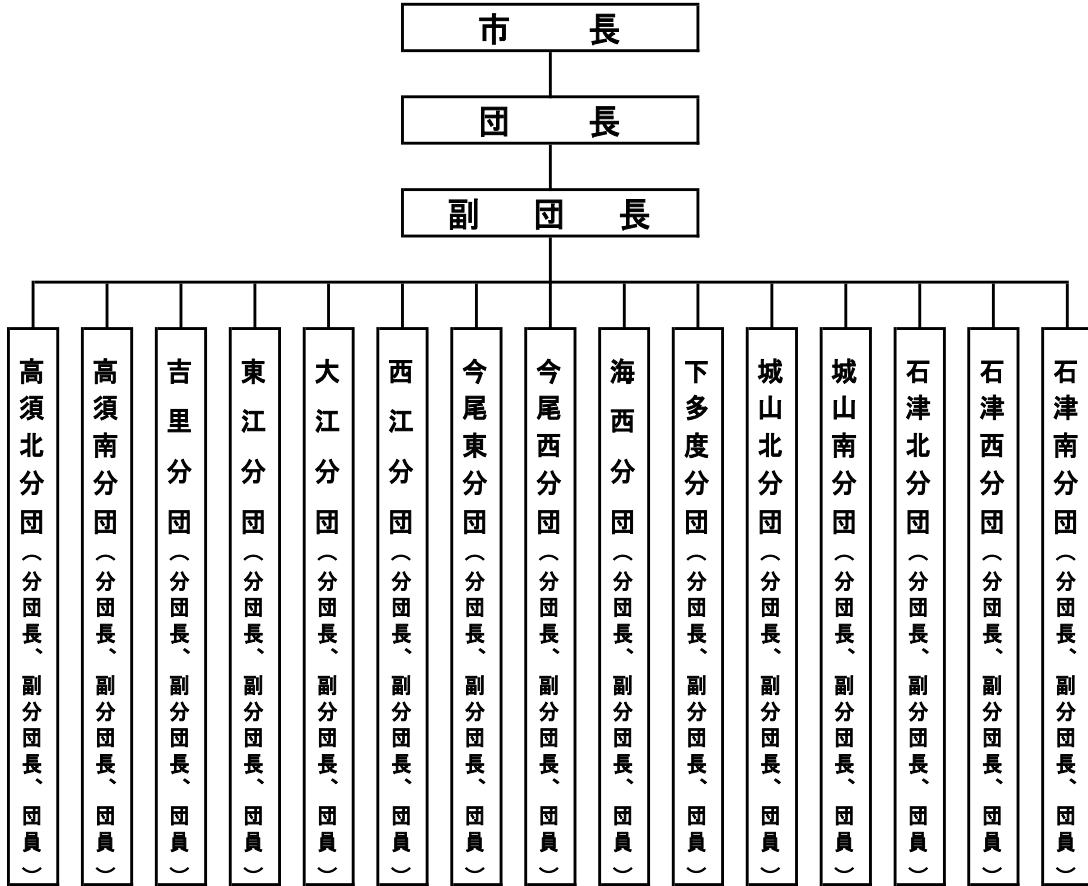 市長
団長
副団長
高須北分団（分団長、副分団長、団員）
高須南分団（分団長、副分団長、団員）
吉里分団（分団長、副分団長、団員）
東江分団（分団長、副分団長、団員）
大江分団（分団長、副分団長、団員）
西江分団（分団長、副分団長、団員）
今尾東分団（分団長、副分団長、団員）
今尾西分団（分団長、副分団長、団員）
海西分団（分団長、副分団長、団員）
下多度分団（分団長、副分団長、団員）
城山北分団（分団長、副分団長、団員）
城山南分団（分団長、副分団長、団員）
石津北分団（分団長、副分団長、団員）
石津西分団（分団長、副分団長、団員）
石津南分団（分団長、副分団長、団員）